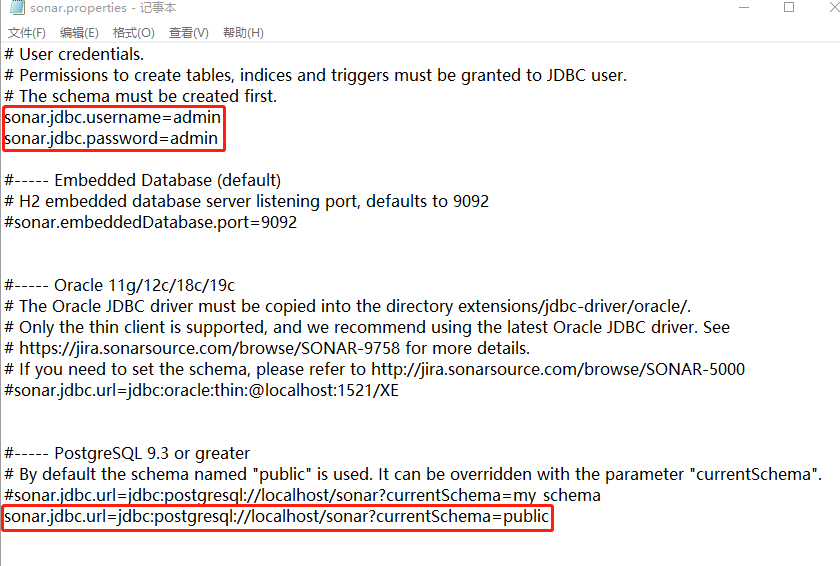 sonar.properties - 记事本
文件(F) 编辑(E) 格式(O) 查看(V) 帮助(H)
# User credentials.
# Permissions to create tables, indices and triggers must be granted to JDBC user.
# The schema must be created first.
sonar.jdbc.username=admin
sonar.jdbc.password=admin
#----- Embedded Database (default)
# H2 embedded database server listening port, defaults to 9092
#sonar.embeddedDatabase.port=9092
#----- Oracle 11g/12c/18c/19c
# The Oracle JDBC driver must be copied into the directory extensions/jdbc-driver/oracle/.
# Only the thin client is supported, and we recommend using the latest Oracle JDBC driver. See
# https://jira.sonarsource.com/browse/SONAR-9758 for more details.
# If you need to set the schema, please refer to http://jira.sonarsource.com/browse/SONAR-5000
#sonar.jdbc.url=jdbc:oracle:thin:@localhost:1521/XE
#----- PostgreSQL 9.3 or greater
# By default the schema named "public" is used. It can be overridden with the parameter "currentSchema".
#sonar.jdbc.url=jdbc:postgresql://localhost/sonar?currentSchema=my_schema
sonar.jdbc.url=jdbc:postgresql://localhost/sonar?currentSchema=public